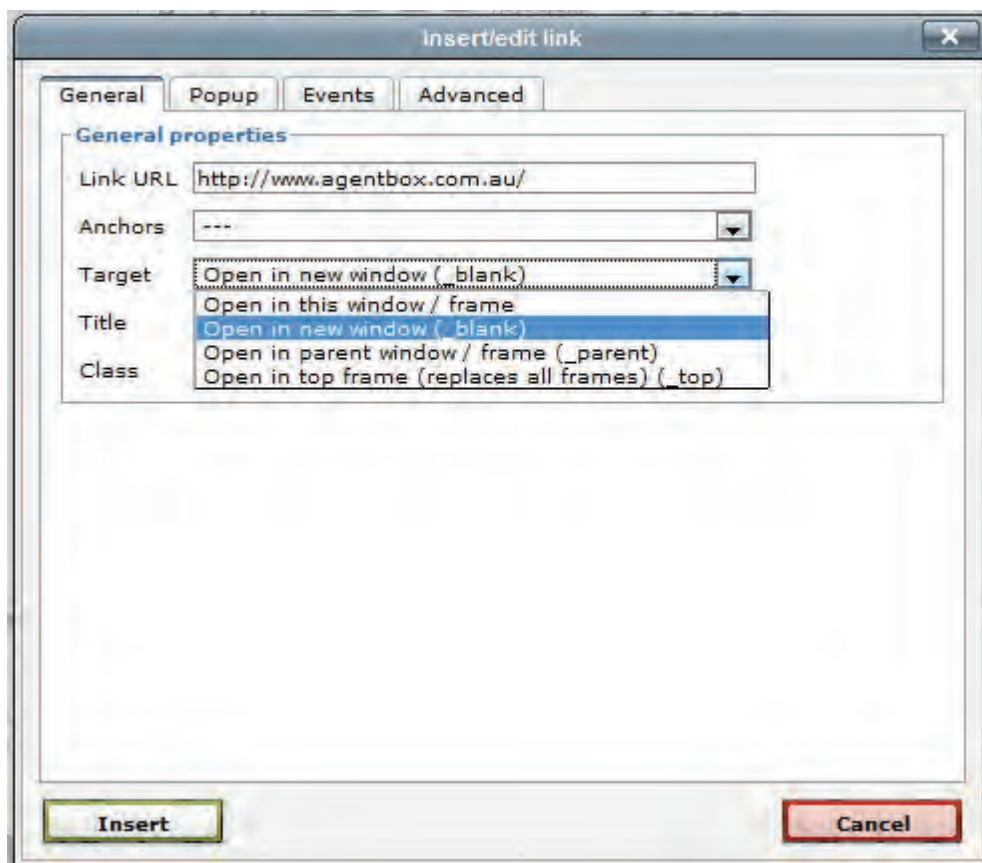 Insert/edit link
General Popup Events Advanced
General properties
Link URL http://www.agentbox.com.au/
Anchors ---
Target Open in new window (_blank)
Open in this window / frame
Title Open in new window (_blank)
Open in parent window / frame (_parent)
Class Open in top frame (replaces all frames) (_top)
Insert Cancel